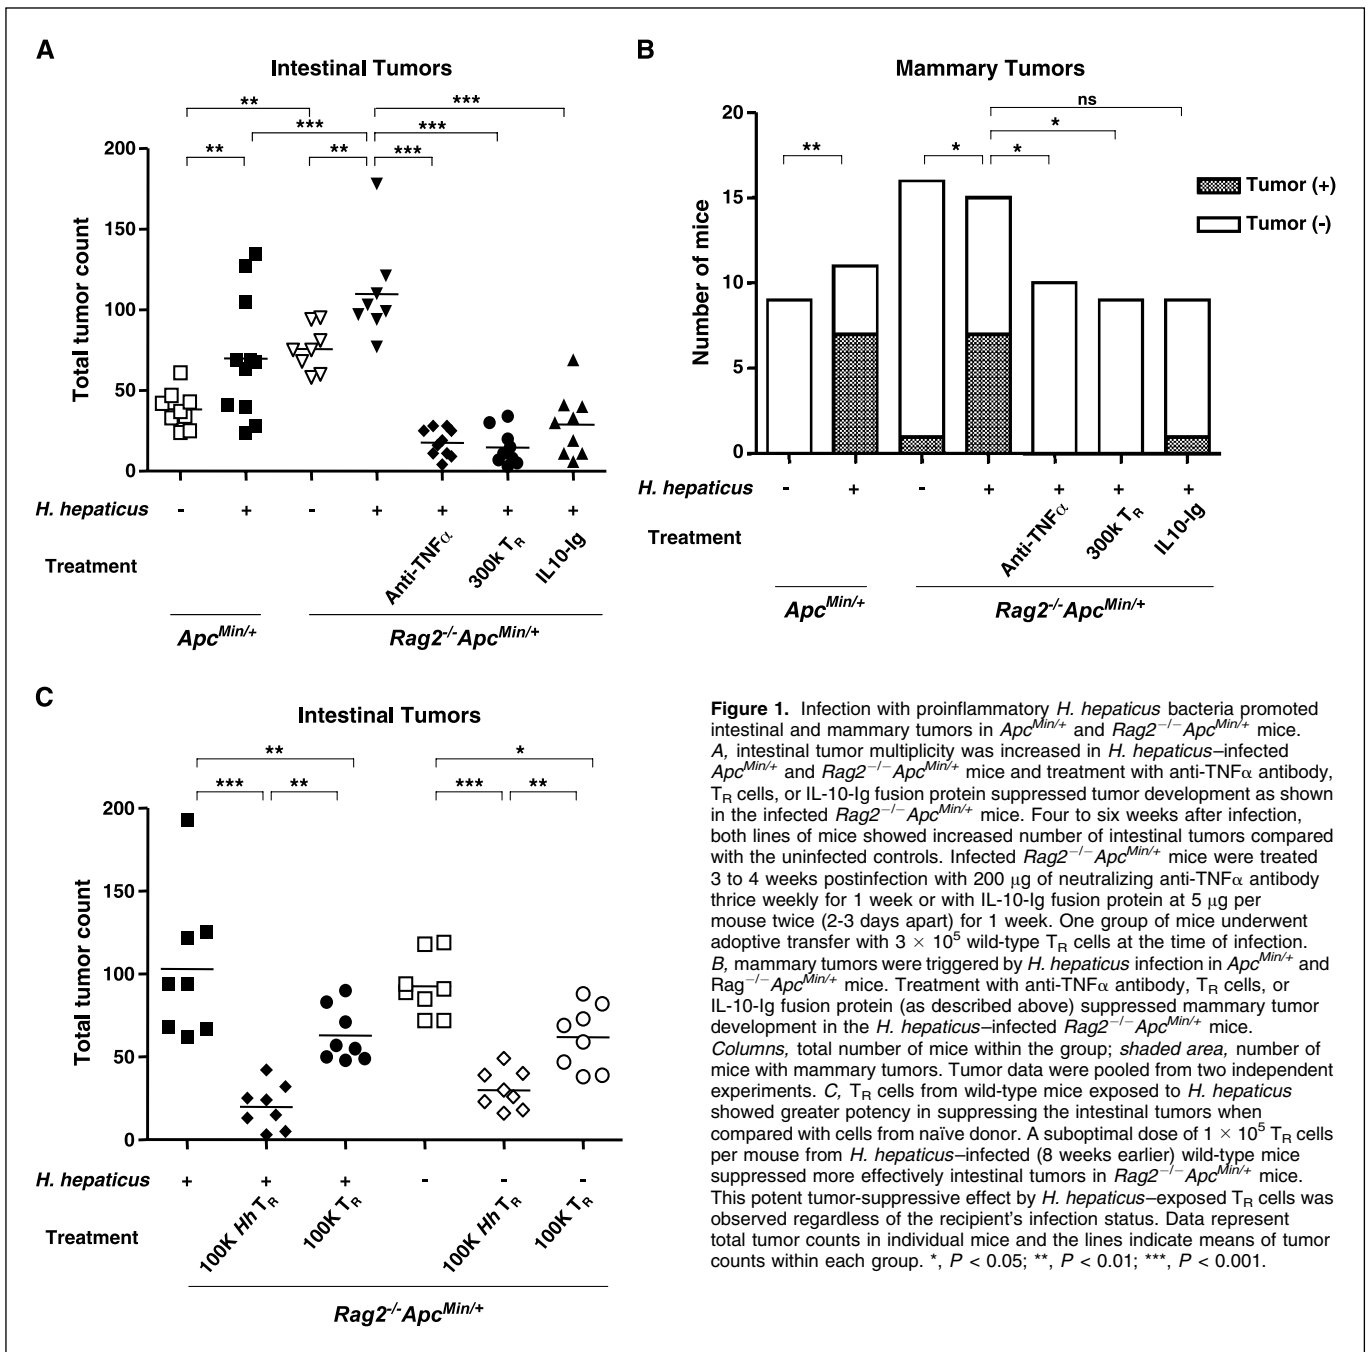 A
Intestinal Tumors
**
***
***
***
**
**
***
Total tumor count
200
150
100
50
0
H. hepaticus
- + - + + + +
Treatment
Anti-TNFα
300k TR
IL10-Ig
ApcMin/+
Rag2-/-ApcMin/+
B
Mammary Tumors
ns
*
**
*
*
Number of mice
20
15
10
5
0
Tumor (+)
Tumor (-)
H. hepaticus
- + - + + + +
Treatment
Anti-TNFα
300k TR
IL10-Ig
ApcMin/+
Rag2-/-ApcMin/+
C
Intestinal Tumors
**
*
***
**
***
**
Total tumor count
200
150
100
50
0
H. hepaticus
+ + + - - -
Treatment
100K Hh TR
100K TR
100K Hh TR
100K TR
Rag2-/-ApcMin/+
Figure 1. Infection with proinflammatory H. hepaticus bacteria promoted
intestinal and mammary tumors in ApcMin/+ and Rag2−/−ApcMin/+ mice.
A, intestinal tumor multiplicity was increased in H. hepaticus–infected
ApcMin/+ and Rag2−/−ApcMin/+ mice and treatment with anti-TNFα antibody,
TR cells, or IL-10-Ig fusion protein suppressed tumor development as shown
in the infected Rag2−/−ApcMin/+ mice. Four to six weeks after infection,
both lines of mice showed increased number of intestinal tumors compared
with the uninfected controls. Infected Rag2−/−ApcMin/+ mice were treated
3 to 4 weeks postinfection with 200 μg of neutralizing anti-TNFα antibody
thrice weekly for 1 week or with IL-10-Ig fusion protein at 5 μg per
mouse twice (2-3 days apart) for 1 week. One group of mice underwent
adoptive transfer with 3 × 10⁵ wild-type TR cells at the time of infection.
B, mammary tumors were triggered by H. hepaticus infection in ApcMin/+ and
Rag−/−ApcMin/+ mice. Treatment with anti-TNFα antibody, TR cells, or
IL-10-Ig fusion protein (as described above) suppressed mammary tumor
development in the H. hepaticus–infected Rag2−/−ApcMin/+ mice.
Columns, total number of mice within the group; shaded area, number of
mice with mammary tumors. Tumor data were pooled from two independent
experiments. C, TR cells from wild-type mice exposed to H. hepaticus
showed greater potency in suppressing the intestinal tumors when
compared with cells from naïve donor. A suboptimal dose of 1 × 10⁵ TR cells
per mouse from H. hepaticus–infected (8 weeks earlier) wild-type mice
suppressed more effectively intestinal tumors in Rag2−/−ApcMin/+ mice.
This potent tumor-suppressive effect by H. hepaticus–exposed TR cells was
observed regardless of the recipient's infection status. Data represent
total tumor counts in individual mice and the lines indicate means of tumor
counts within each group. *, P < 0.05; **, P < 0.01; ***, P < 0.001.